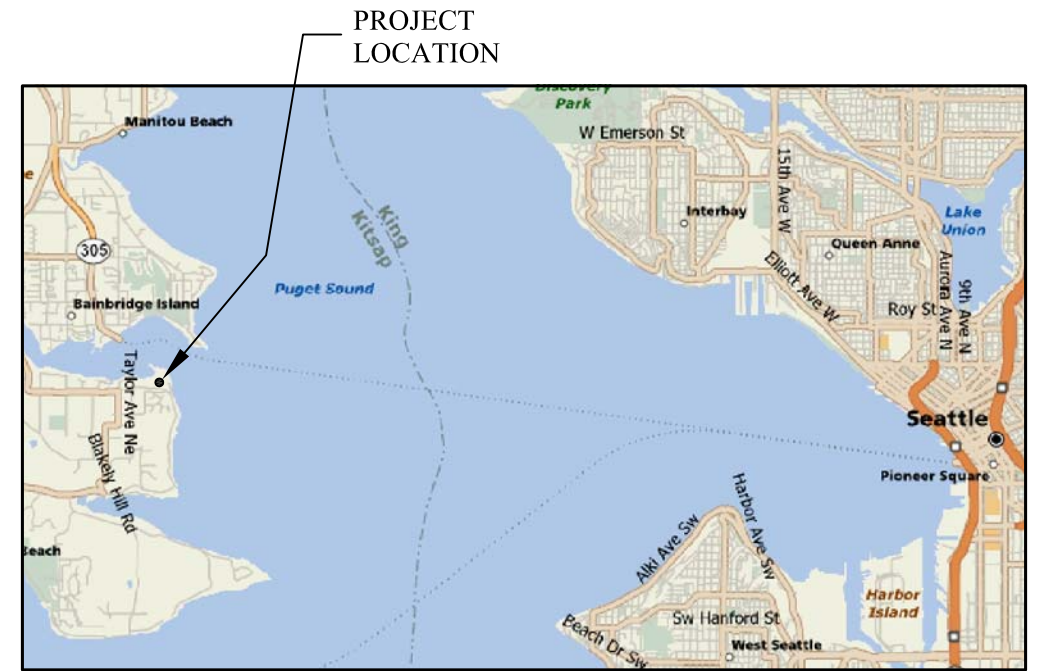 PROJECT
LOCATION
Discovery
Park
Manitou Beach
W Emerson St
15th Ave W
King
Kitsap
Interbay
Lake
Union
305
Queen Anne
Elliott Ave W
Aurora Ave N
9th Ave N
Puget Sound
Bainbridge Island
Roy St
Taylor Ave Ne
Seattle
Blakely Hill Rd
Pioneer Square
Harbor Ave Sw
Alki Ave Sw
each
Harbor
Island
Beach Dr Sw
Sw Hanford St
West Seattle